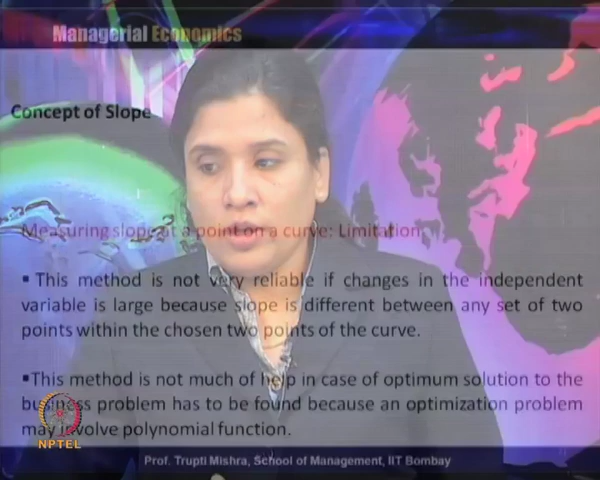 Managerial Economics
Concept of Slope
Measuring slope at a point on a curve: Limitation
▪ This method is not very reliable if changes in the independent
variable is large because slope is different between any set of two
points within the chosen two points of the curve.
▪This method is not much of help in case of optimum solution to the
business problem has to be found because an optimization problem
may involve polynomial function.
NPTEL
Prof. Trupti Mishra, School of Management, IIT Bombay